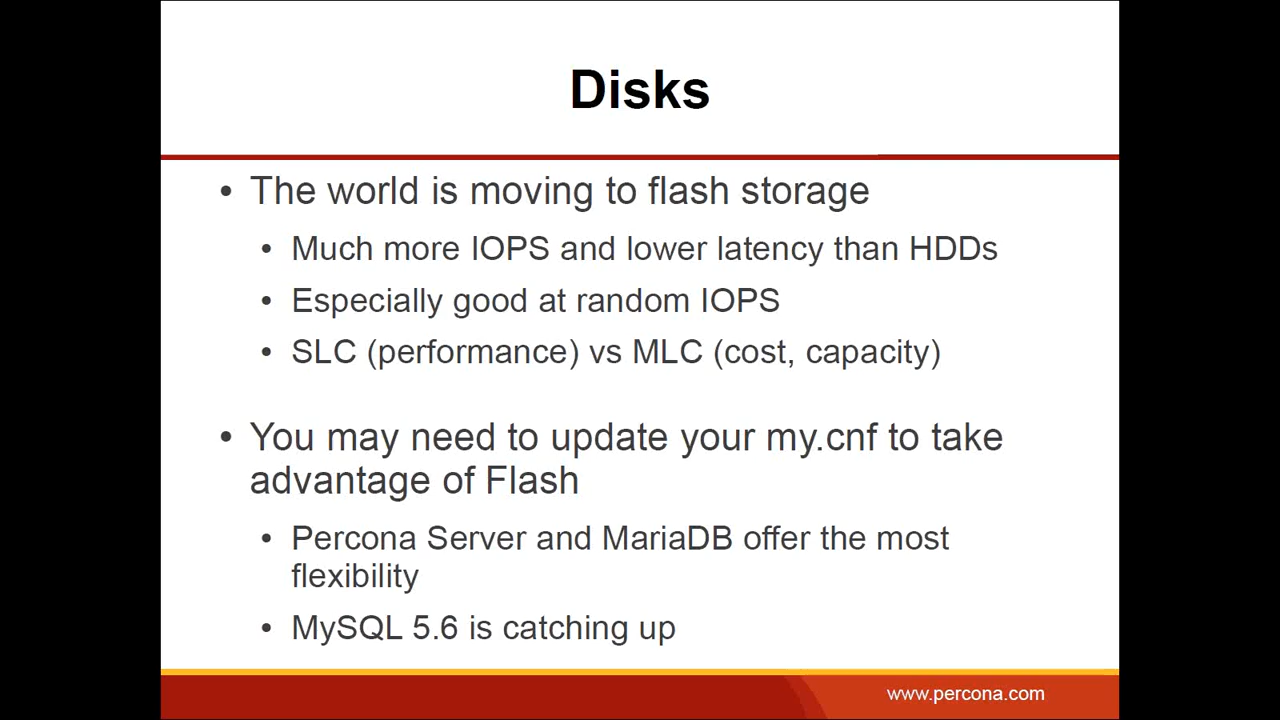 Disks
• The world is moving to flash storage
• Much more IOPS and lower latency than HDDs
• Especially good at random IOPS
• SLC (performance) vs MLC (cost, capacity)
• You may need to update your my.cnf to take
advantage of Flash
• Percona Server and MariaDB offer the most
flexibility
• MySQL 5.6 is catching up
www.percona.com